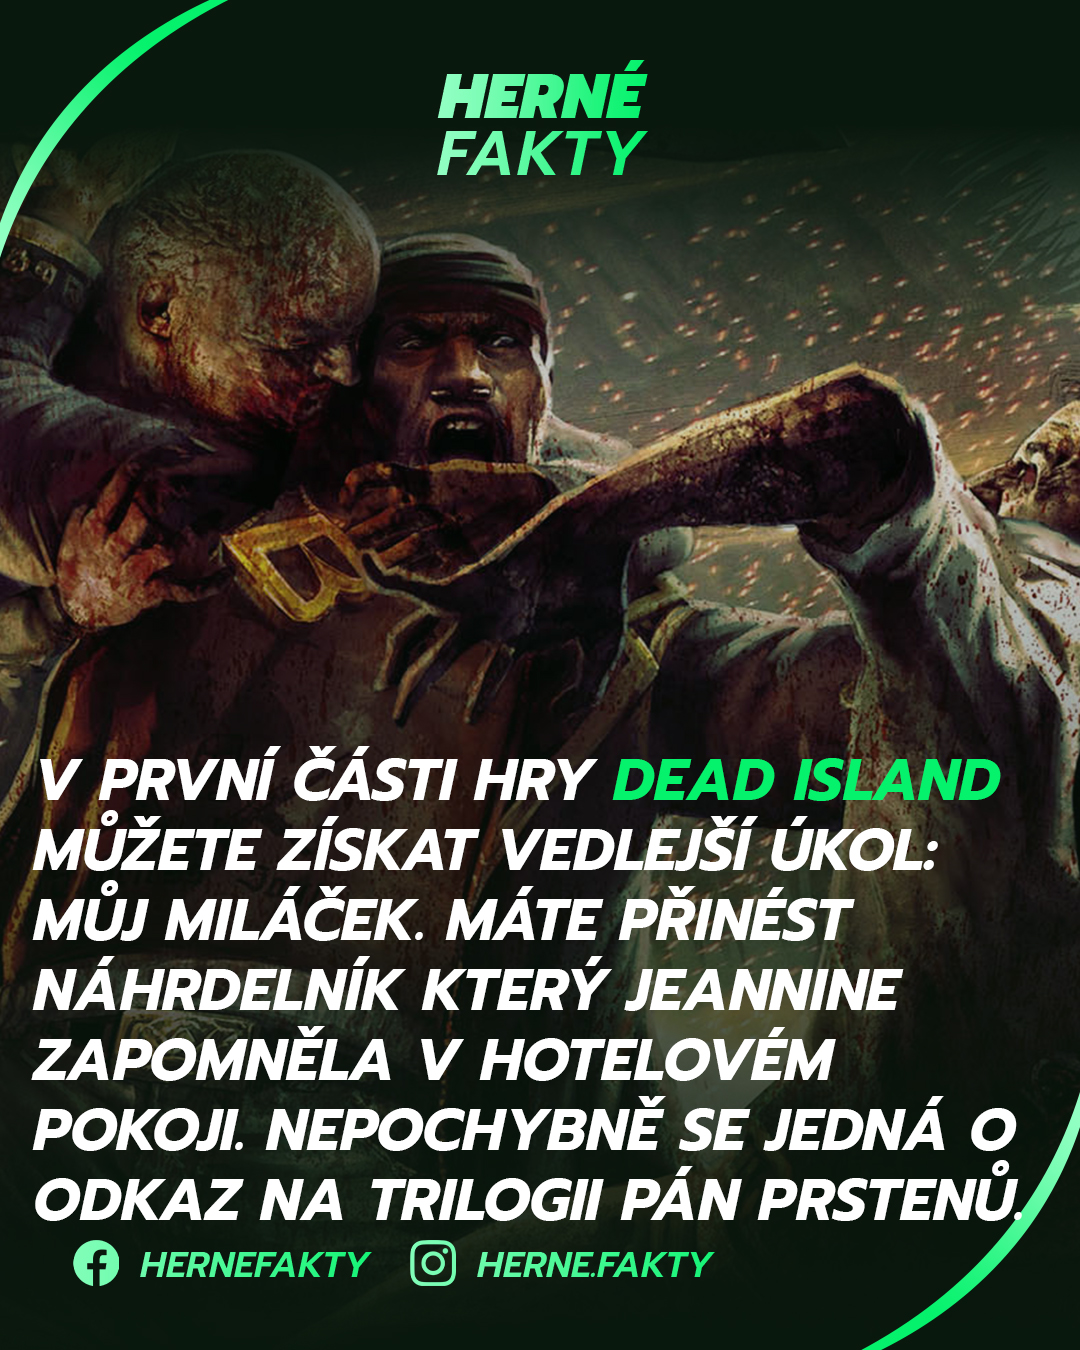 HERNÉ
FAKTY
V PRVNÍ ČÁSTI HRY DEAD ISLAND
MŮŽETE ZÍSKAT VEDLEJŠÍ ÚKOL:
MŮJ MILÁČEK. MÁTE PŘINÉST
NÁHRDELNÍK KTERÝ JEANNINE
ZAPOMNĚLA V HOTELOVÉM
POKOJI. NEPOCHYBNĚ SE JEDNÁ O
ODKAZ NA TRILOGII PÁN PRSTENŮ.
HERNEFAKTY HERNE.FAKTY